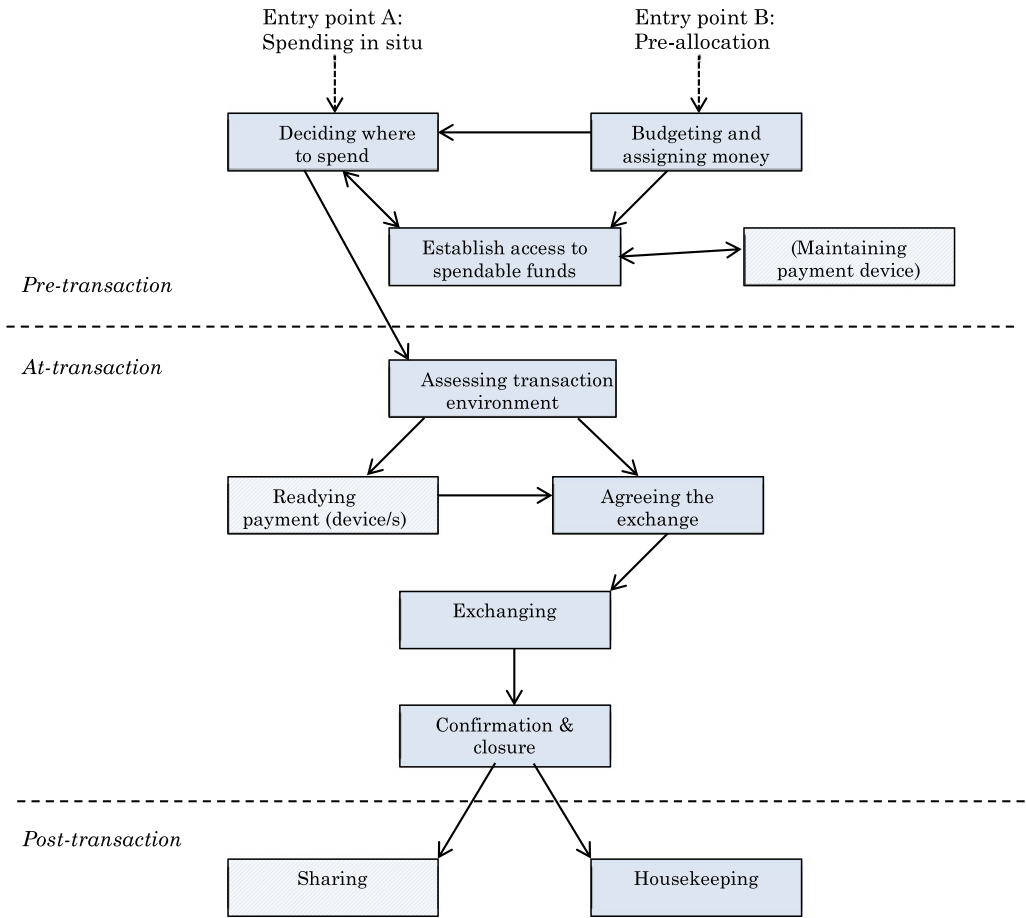 Entry point A:
Spending in situ
Entry point B:
Pre-allocation
Deciding where
to spend
Budgeting and
assigning money
Establish access to
spendable funds
(Maintaining
payment device)
Pre-transaction
At-transaction
Assessing transaction
environment
Readying
payment (device/s)
Agreeing the
exchange
Exchanging
Confirmation &
closure
Post-transaction
Sharing
Housekeeping